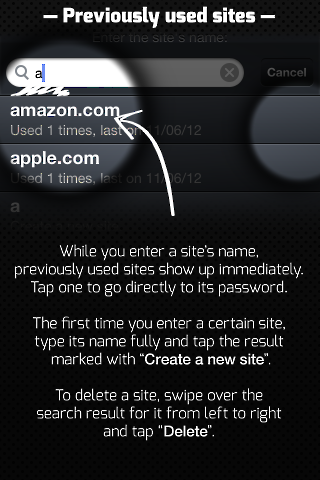 — Previously used sites —
Enter the site's name:
a
Cancel
amazon.com
Used 1 times, last on 11/06/12
apple.com
Used 1 times, last on 11/06/12
a
While you enter a site's name,
previously used sites show up immediately.
Tap one to go directly to its password.
The first time you enter a certain site,
type its name fully and tap the result
marked with “Create a new site”.
To delete a site, swipe over the
search result for it from left to right
and tap “Delete”.